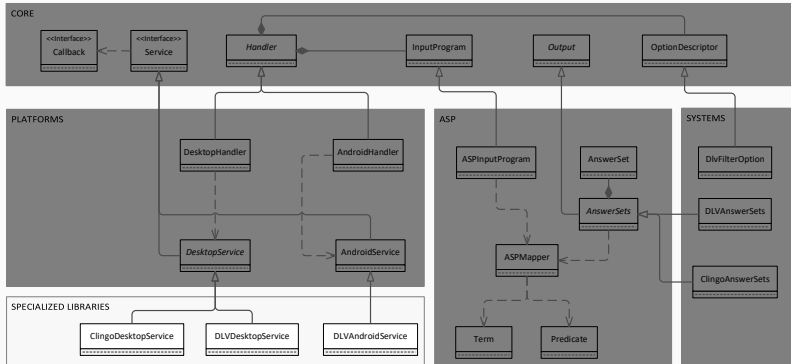 CORE
<<Interface>>
Callback
<<Interface>>
Service
Handler
InputProgram
Output
OptionDescriptor
PLATFORMS
DesktopHandler
AndroidHandler
DesktopService
AndroidService
ASP
ASPInputProgram
AnswerSet
AnswerSets
ASPMapper
Term
Predicate
SYSTEMS
DlvFilterOption
DLVAnswerSets
ClingoAnswerSets
SPECIALIZED LIBRARIES
ClingoDesktopService
DLVDesktopService
DLVAndroidService